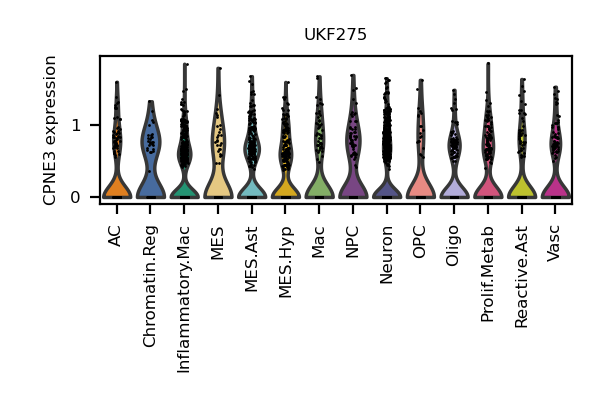 UKF275
CPNE3 expression
1
0
AC
Chromatin.Reg
Inflammatory.Mac
MES
MES.Ast
MES.Hyp
Mac
NPC
Neuron
OPC
Oligo
Prolif.Metab
Reactive.Ast
Vasc